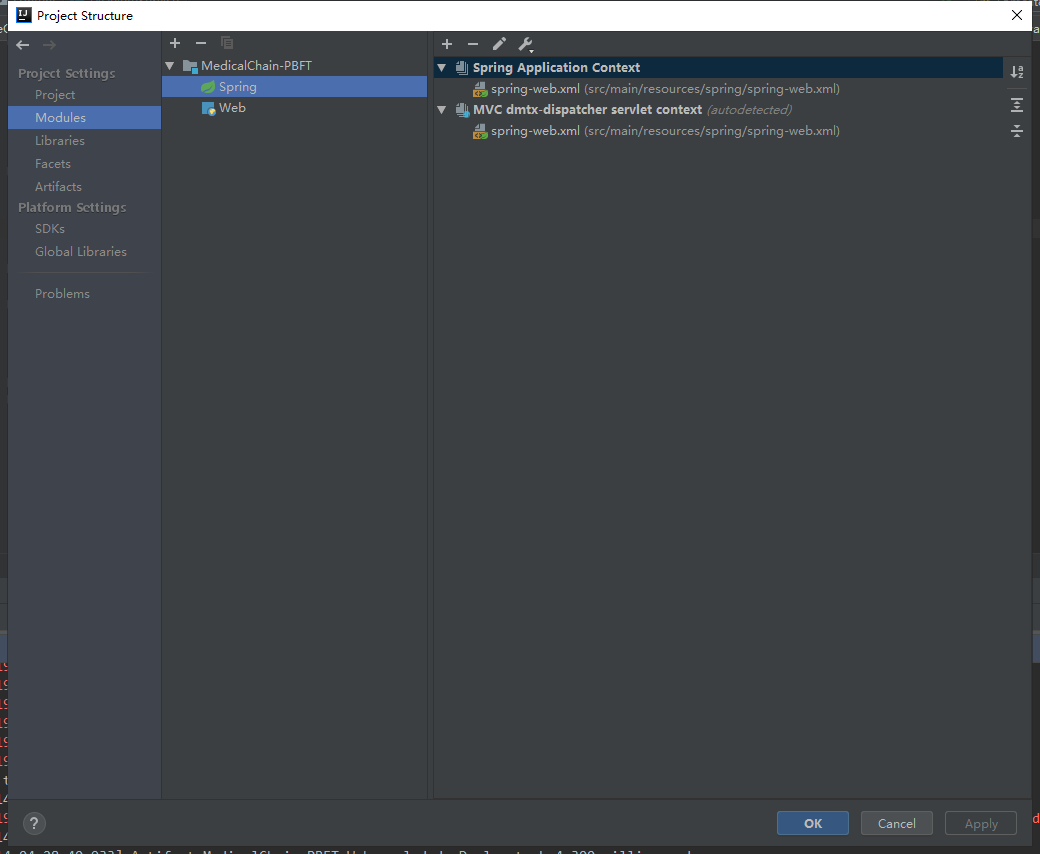 Project Structure
Project Settings
Project
Modules
Libraries
Facets
Artifacts
Platform Settings
SDKs
Global Libraries
Problems
MedicalChain-PBFT
Spring
Web
Spring Application Context
spring-web.xml (src/main/resources/spring/spring-web.xml)
MVC dmtx-dispatcher servlet context (autodetected)
spring-web.xml (src/main/resources/spring/spring-web.xml)
?
OK
Cancel
Apply